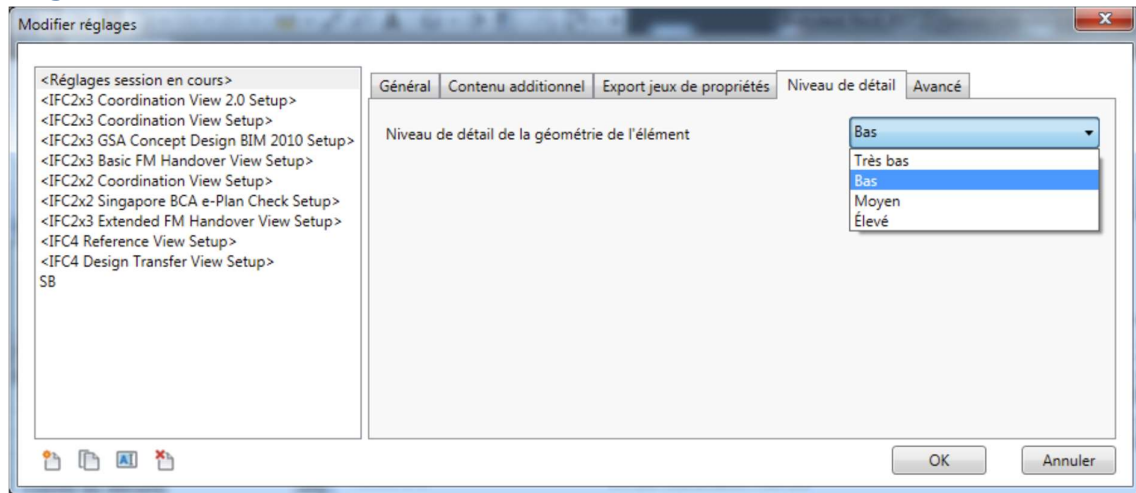 Modifier réglages
<Réglages session en cours>
<IFC2x3 Coordination View 2.0 Setup>
<IFC2x3 Coordination View Setup>
<IFC2x3 GSA Concept Design BIM 2010 Setup>
<IFC2x3 Basic FM Handover View Setup>
<IFC2x2 Coordination View Setup>
<IFC2x2 Singapore BCA e-Plan Check Setup>
<IFC2x3 Extended FM Handover View Setup>
<IFC4 Reference View Setup>
<IFC4 Design Transfer View Setup>
SB
Général Contenu additionnel Export jeux de propriétés Niveau de détail Avancé
Niveau de détail de la géométrie de l'élément Bas
Très bas
Bas
Moyen
Élevé
OK Annuler